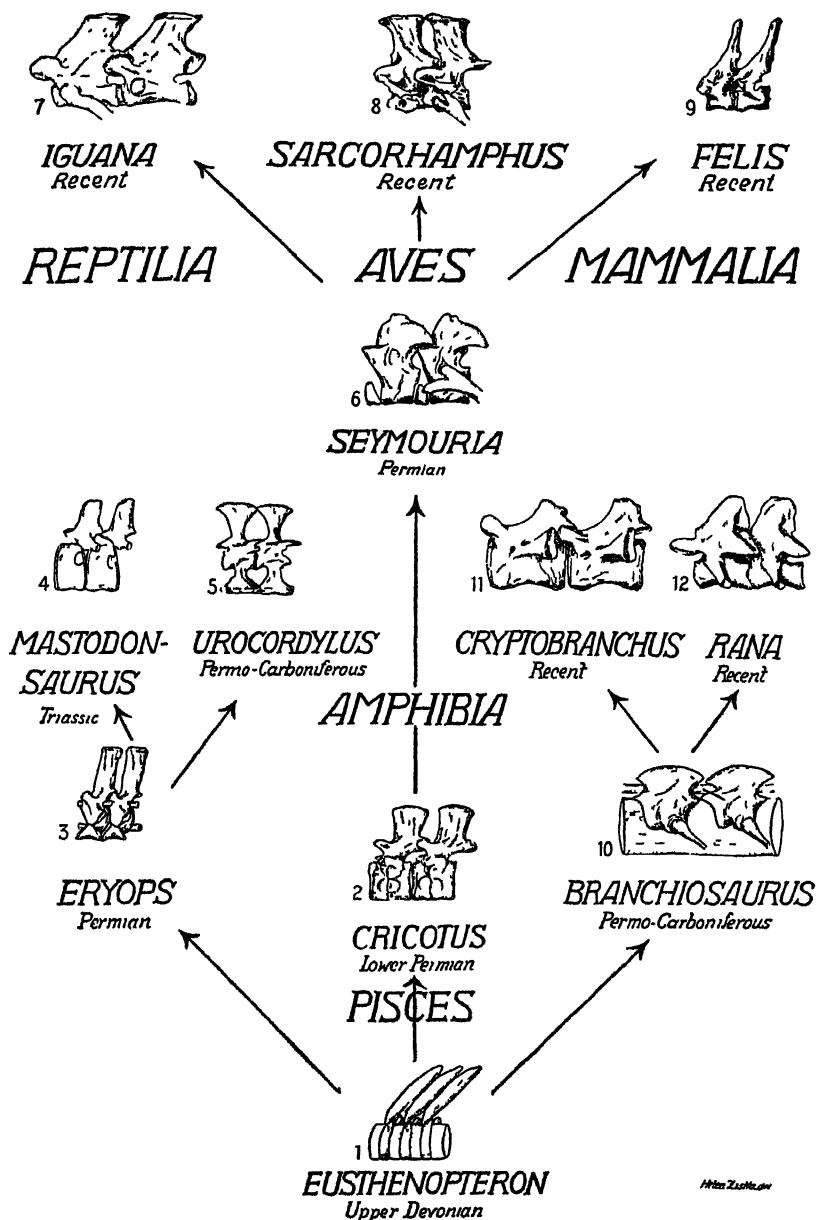 7
8
9
IGUANA
Recent
SARCORHAMPHUS
Recent
FELIS
Recent
REPTILIA
AVES
MAMMALIA
6
SEYMOURIA
Permian
4
5
11
12
MASTODON-
SAURUS
Triassic
UROCORDYLUS
Permo-Carboniferous
CRYPTOBRANCHUS
Recent
RANA
Recent
AMPHIBIA
3
2
10
ERYOPS
Permian
CRICOTUS
Lower Permian
BRANCHIOSAURUS
Permo-Carboniferous
PISCES
1
EUSTHENOPTERON
Upper Devonian
Helen